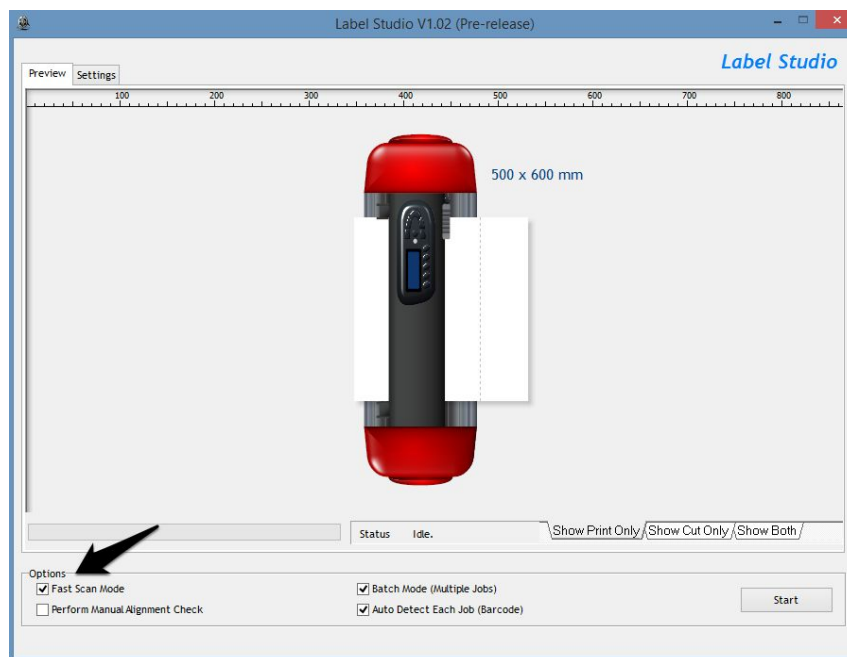 Label Studio V1.02 (Pre-release)
Label Studio
Preview Settings
100 200 300 400 500 600 700 800
500 x 600 mm
Status Idle. Show Print Only Show Cut Only Show Both
Options
Fast Scan Mode Batch Mode (Multiple Jobs)
Perform Manual Alignment Check Auto Detect Each Job (Barcode)
Start